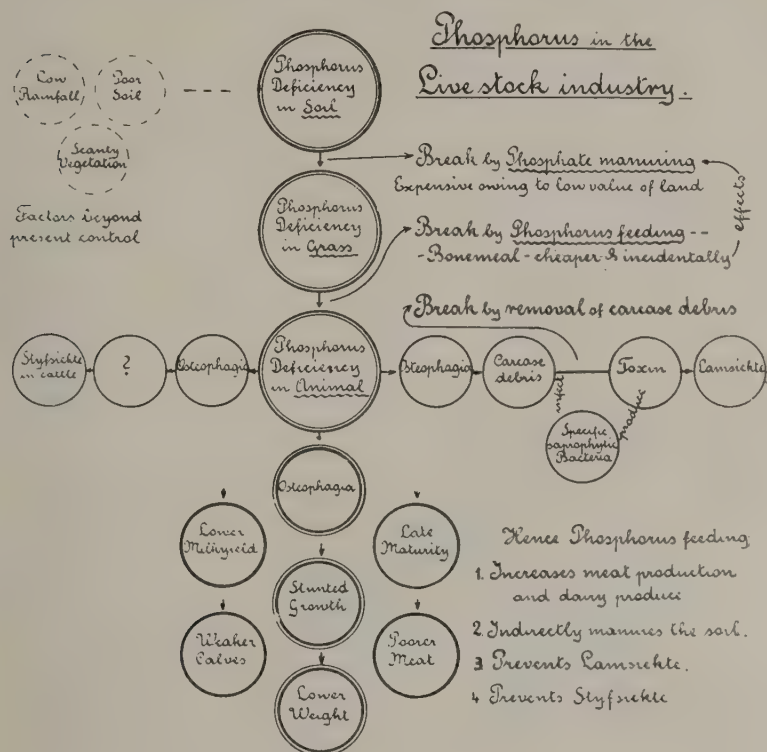 Phosphorus in the
Live stock industry.
Low
Rainfall
Poor
Soil
Scanty
Vegetation
Factors beyond
present control
Phosphorus
Deficiency
in Soil
Break by Phosphate manuring
Expensive owing to low value of land
effects
Phosphorus
Deficiency
in Grass
Break by Phosphorus feeding --
- Bonemeal - cheaper & incidentally
Break by removal of carcase debris
Styfsiekte
in cattle
?
Osteophagia
Phosphorus
Deficiency
in Animal
Osteophagia
Carcase
debris
infect
Specific
saprophytic
Bacteria
produce
Toxin
Lamsiekte
Osteophagia
Lower
Milkyield
Late
Maturity
Stunted
Growth
Weaker
Calves
Poorer
Meat
Lower
Weight
Hence Phosphorus feeding
1. Increases meat production
and dairy produce
2. Indirectly manures the soil.
3 Prevents Lamsiekte.
4 Prevents Styfsiekte